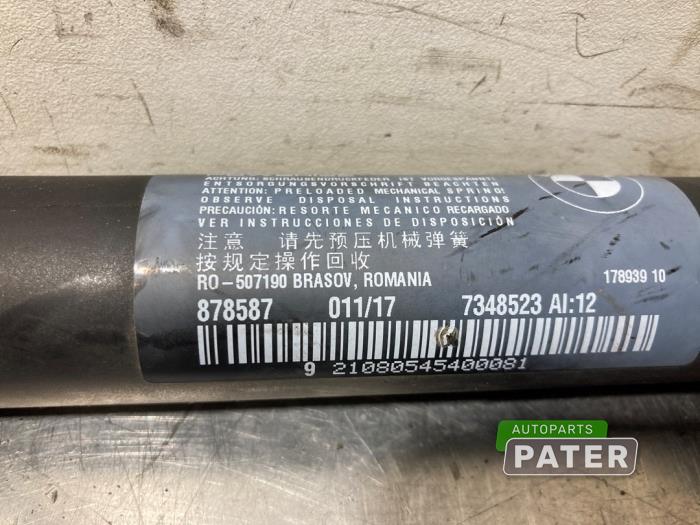 ACHTUNG: SCHRAUBENDRUCKFEDER IST VORGESPANNT!
ENTSORGUNGSVORSCHRIFT BEACHTEN
ATTENTION: PRELOADED MECHANICAL SPRING!
OBSERVE DISPOSAL INSTRUCTIONS
PRECAUCIÓN: RESORTE MECANICO RECARGADO
VER INSTRUCCIONES DE DISPOSICIÓN
注意 请先预压机械弹簧
按规定操作回收
RO-507190 BRASOV, ROMANIA
178939 10
878587 011/17 7348523 AI:12
9 21080545400081
AUTOPARTS
PATER